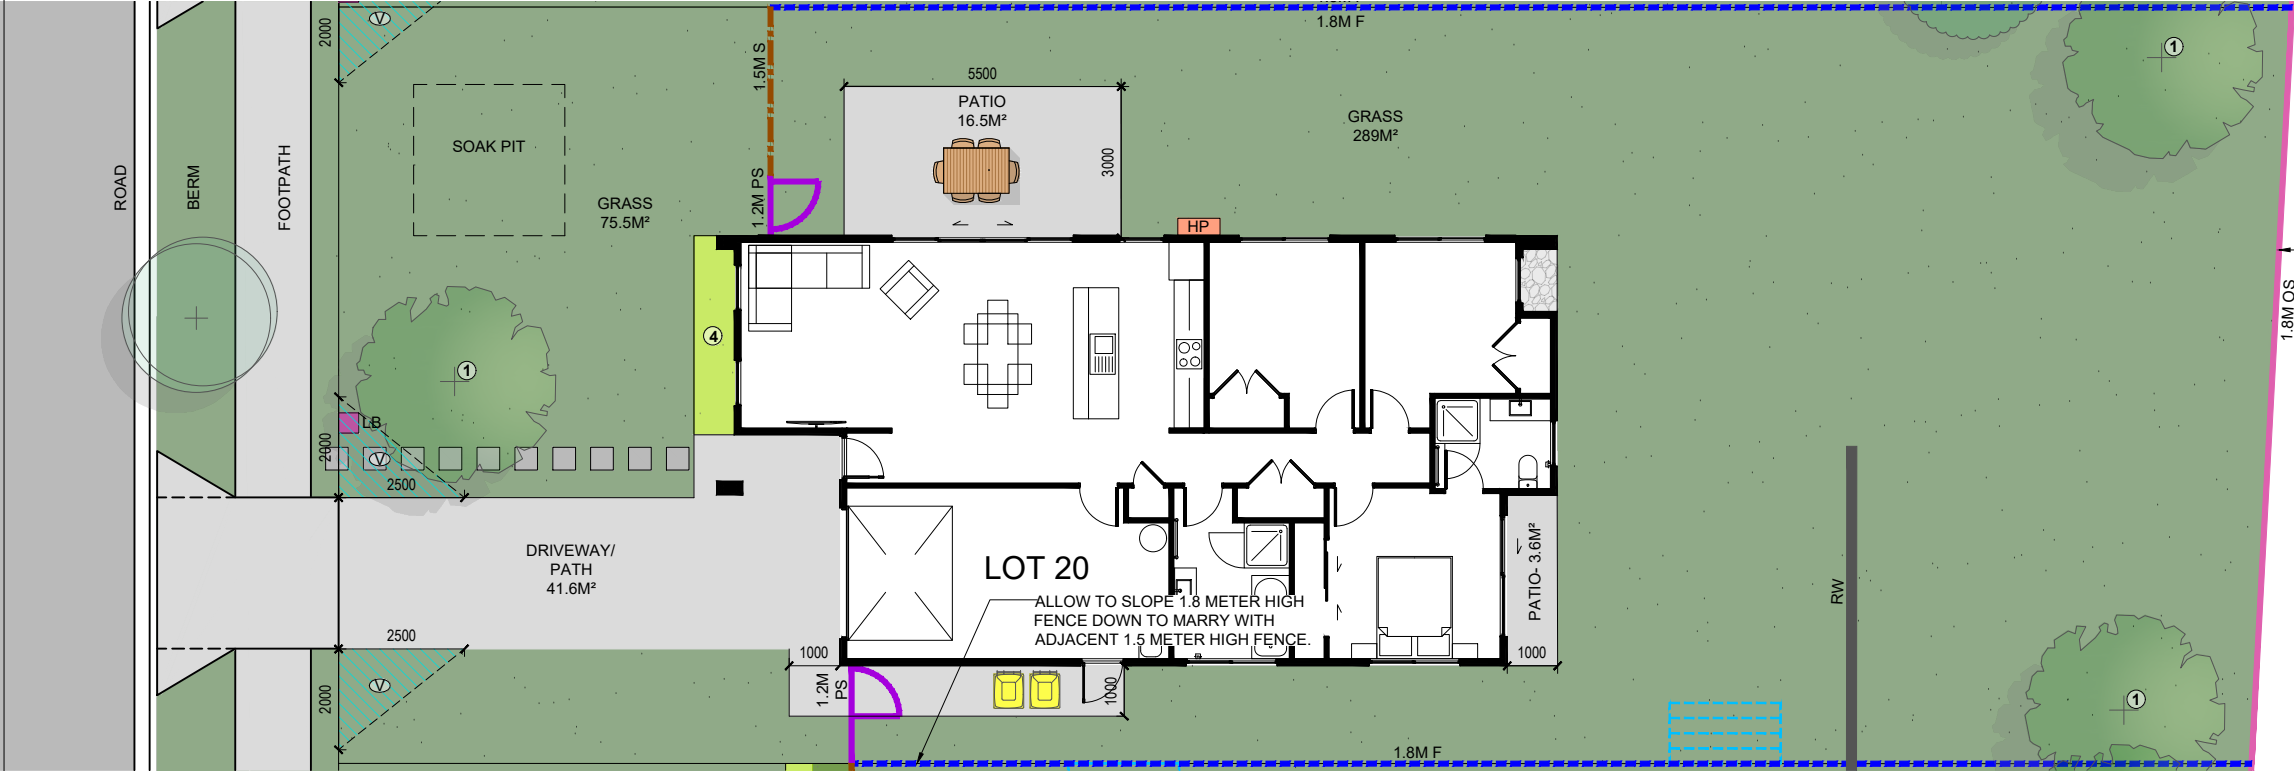 1.8M F
2000
V
1.5M S
5500
PATIO
16.5M²
3000
GRASS
289M²
1
SOAK PIT
ROAD
BERM
FOOTPATH
GRASS
75.5M²
1.2M PS
HP
1.8M OS
4
1
LB
2000
V
2500
DRIVEWAY/
PATH
41.6M²
LOT 20
ALLOW TO SLOPE 1.8 METER HIGH
FENCE DOWN TO MARRY WITH
ADJACENT 1.5 METER HIGH FENCE.
PATIO- 3.6M²
RW
2500
1000
1000
V
2000
1.2M
PS
1000
1
1.8M F